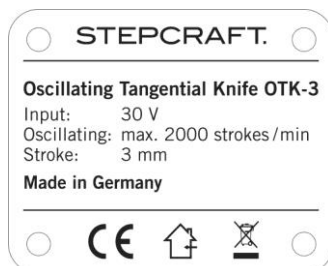 STEPCRAFT.
Oscillating Tangential Knife OTK-3
Input: 30 V
Oscillating: max. 2000 strokes/min
Stroke: 3 mm
Made in Germany
CE